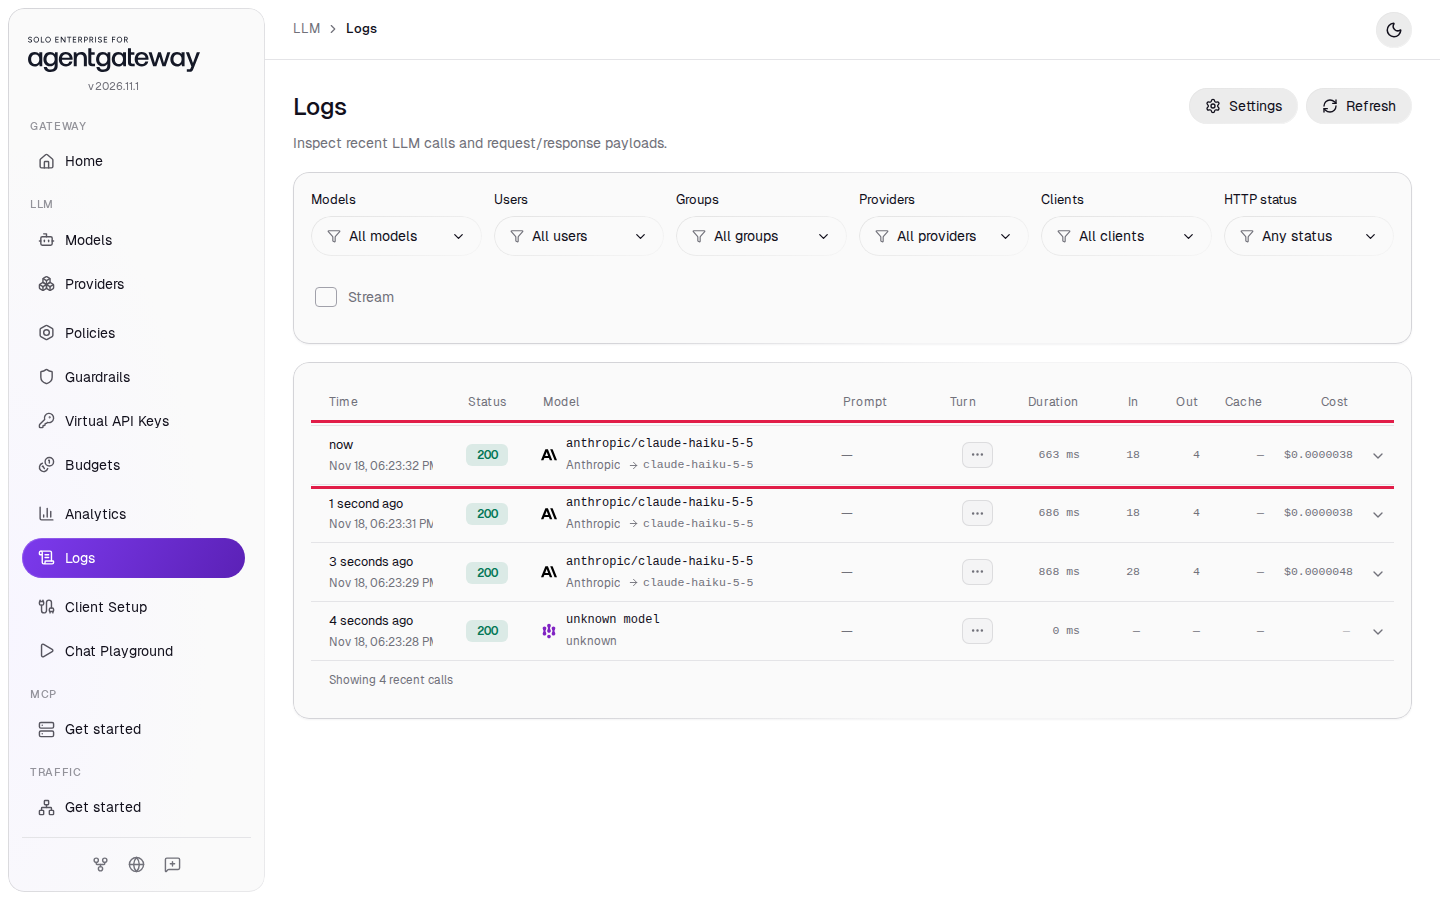 SOLO ENTERPRISE FOR
agentgateway
v2026.11.1
GATEWAY
Home
LLM
Models
Providers
Policies
Guardrails
Virtual API Keys
Budgets
Analytics
Logs
Client Setup
Chat Playground
MCP
Get started
TRAFFIC
Get started
LLM > Logs
Logs
Settings
Refresh
Inspect recent LLM calls and request/response payloads.
Models Users Groups Providers Clients HTTP status
All models All users All groups All providers All clients Any status
Stream
Time Status Model Prompt Turn Duration In Out Cache Cost
now 200 anthropic/claude-haiku-5-5 — ··· 663 ms 18 4 — $0.0000038
Nov 18, 06:23:32 PM Anthropic → claude-haiku-5-5
1 second ago 200 anthropic/claude-haiku-5-5 — ··· 686 ms 18 4 — $0.0000038
Nov 18, 06:23:31 PM Anthropic → claude-haiku-5-5
3 seconds ago 200 anthropic/claude-haiku-5-5 — ··· 868 ms 28 4 — $0.0000048
Nov 18, 06:23:29 PM Anthropic → claude-haiku-5-5
4 seconds ago 200 unknown model — ··· 0 ms — — — —
Nov 18, 06:23:28 PM unknown
Showing 4 recent calls